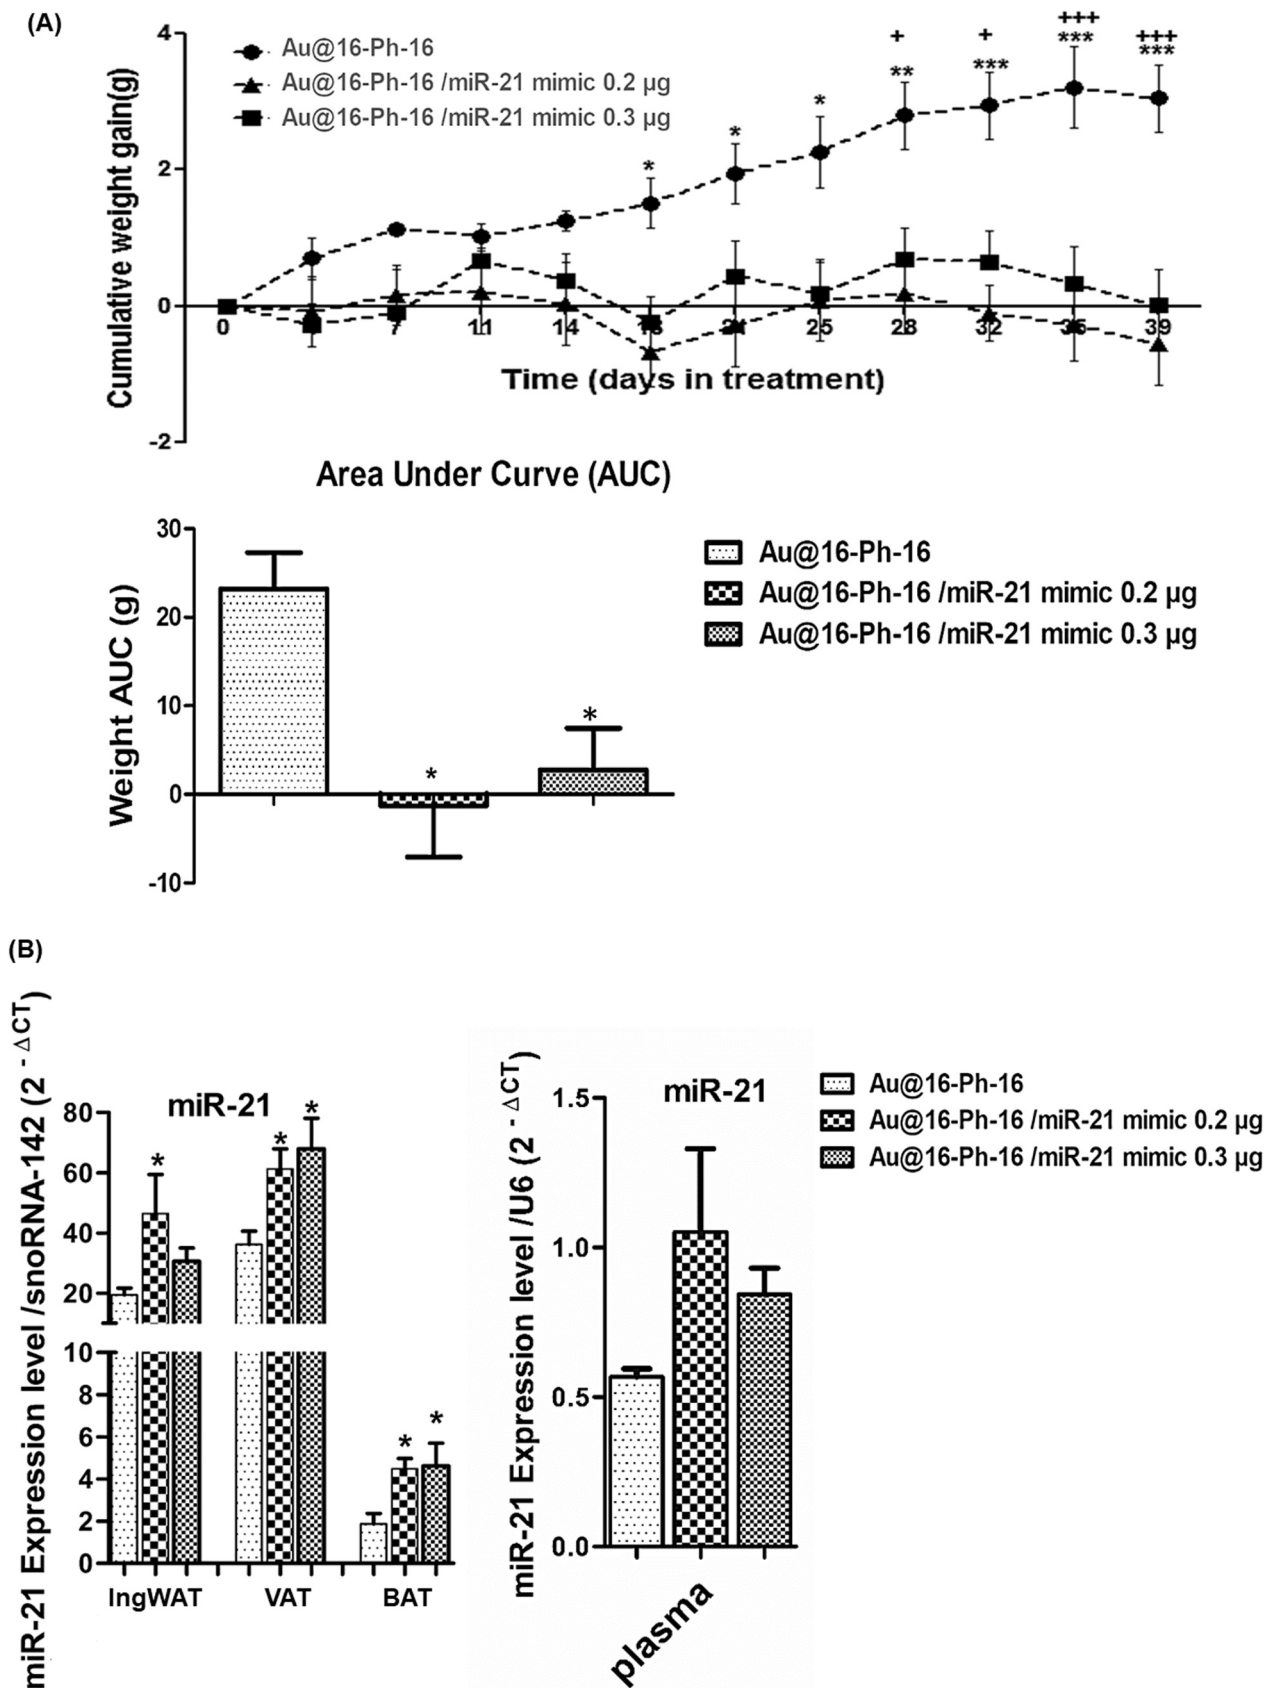 (A)
Cumulative weight gain(g)
4
2
0
-2
Au@16-Ph-16
Au@16-Ph-16 /miR-21 mimic 0.2 µg
Au@16-Ph-16 /miR-21 mimic 0.3 µg
*
*
*
+
**
+
***
+++
***
+++
***
0 7 11 14 25 28 32 39
Time (days in treatment)
Area Under Curve (AUC)
Weight AUC (g)
30
20
10
0
-10
*
*
Au@16-Ph-16
Au@16-Ph-16 /miR-21 mimic 0.2 µg
Au@16-Ph-16 /miR-21 mimic 0.3 µg
(B)
miR-21 Expression level /snoRNA-142 (2 - ΔCT)
miR-21
80
60
40
20
10
8
6
4
2
0
*
*
*
*
*
IngWAT VAT BAT
miR-21 Expression level /U6 (2 - ΔCT)
miR-21
1.5
1.0
0.5
0.0
plasma
Au@16-Ph-16
Au@16-Ph-16 /miR-21 mimic 0.2 µg
Au@16-Ph-16 /miR-21 mimic 0.3 µg